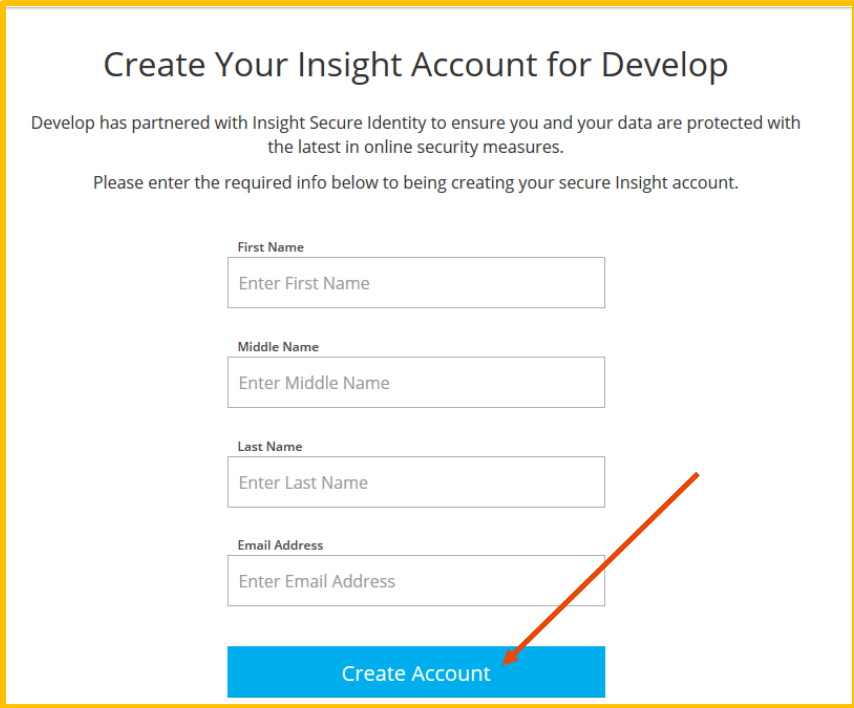 Create Your Insight Account for Develop
Develop has partnered with Insight Secure Identity to ensure you and your data are protected with
the latest in online security measures.
Please enter the required info below to being creating your secure Insight account.
First Name
Enter First Name
Middle Name
Enter Middle Name
Last Name
Enter Last Name
Email Address
Enter Email Address
Create Account